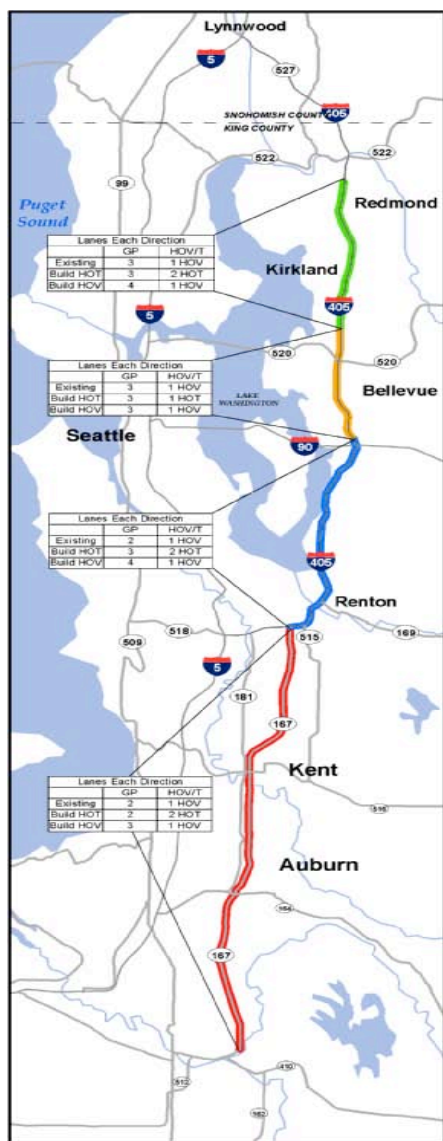 Lynnwood
5
527
SNOHOMISH COUNTY
405
KING COUNTY
522
522
99
Redmond
Puget
Sound
Lanes Each Direction
GP HOV/T
Existing 3 1 HOV
Build HOT 3 2 HOT
Build HOV 4 1 HOV
Kirkland
405
5
520
520
Lanes Each Direction
GP HOV/T
Existing 3 1 HOV
Build HOT 3 1 HOT
Build HOV 3 1 HOV
Bellevue
LAKE
WASHINGTON
Seattle
90
Lanes Each Direction
GP HOV/T
Existing 2 1 HOV
Build HOT 3 2 HOT
Build HOV 4 1 HOV
405
Renton
509
518
515
169
5
181
167
Kent
Lanes Each Direction
GP HOV/T
Existing 2 1 HOV
Build HOT 2 2 HOT
Build HOV 3 1 HOV
Auburn
167
410
512
162